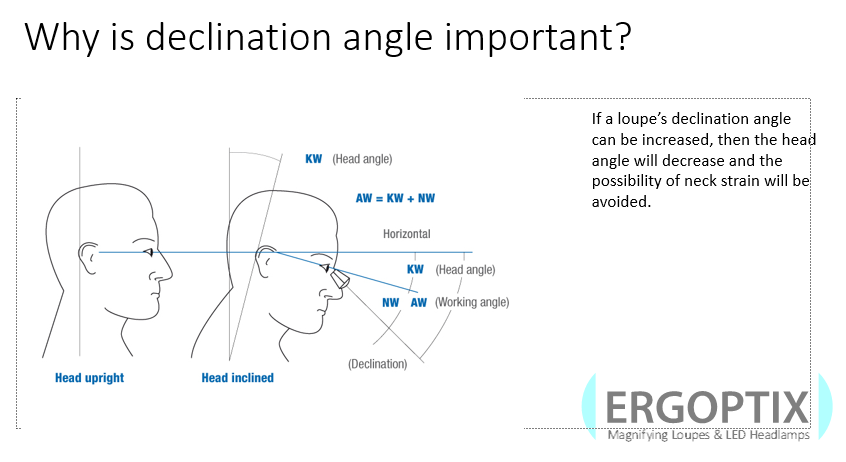 Why is declination angle important?
KW (Head angle)
AW = KW + NW
Horizontal
KW (Head angle)
NW AW (Working angle)
(Declination)
Head upright
Head inclined
If a loupe’s declination angle
can be increased, then the head
angle will decrease and the
possibility of neck strain will be
avoided.
ERGOPTIX
Magnifying Loupes & LED Headlamps